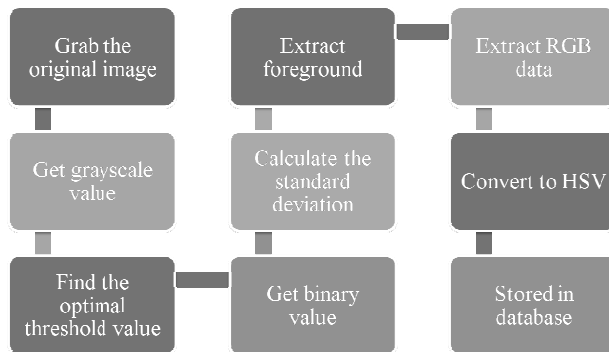 Grab the
original image
Get grayscale
value
Find the
optimal
threshold value
Get binary
value
Calculate the
standard
deviation
Extract
foreground
Extract RGB
data
Convert to HSV
Stored in
database